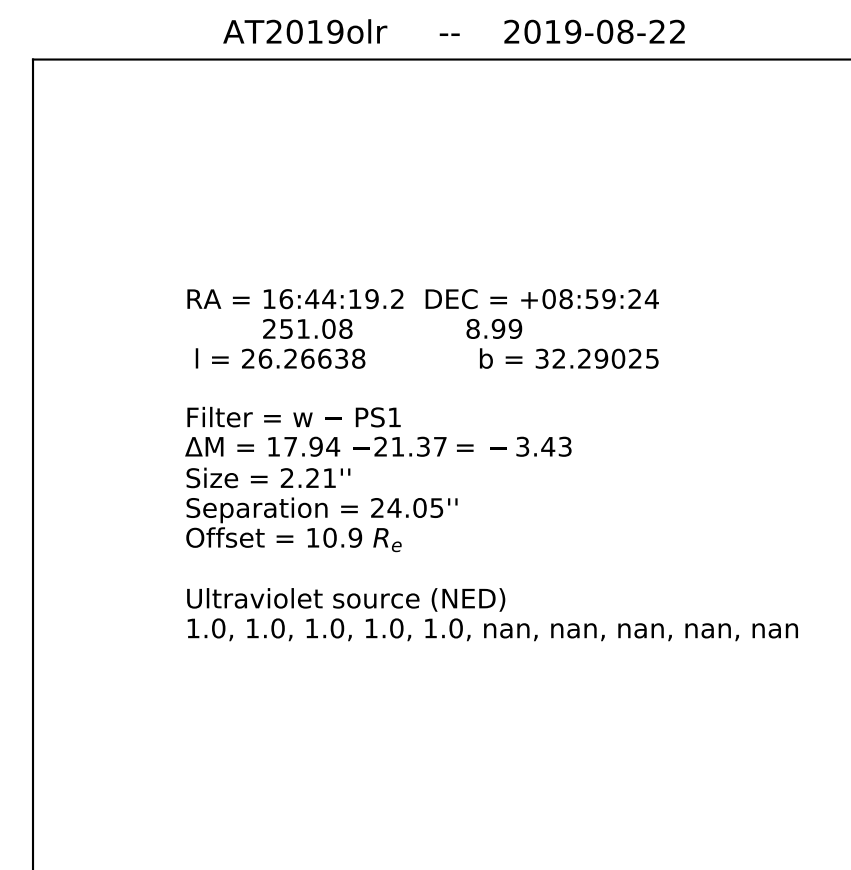 AT2019olr -- 2019-08-22
RA = 16:44:19.2 DEC = +08:59:24
251.08 8.99
l = 26.26638 b = 32.29025
Filter = w − PS1
ΔM = 17.94 −21.37 = − 3.43
Size = 2.21''
Separation = 24.05''
Offset = 10.9 Rₑ
Ultraviolet source (NED)
1.0, 1.0, 1.0, 1.0, 1.0, nan, nan, nan, nan, nan